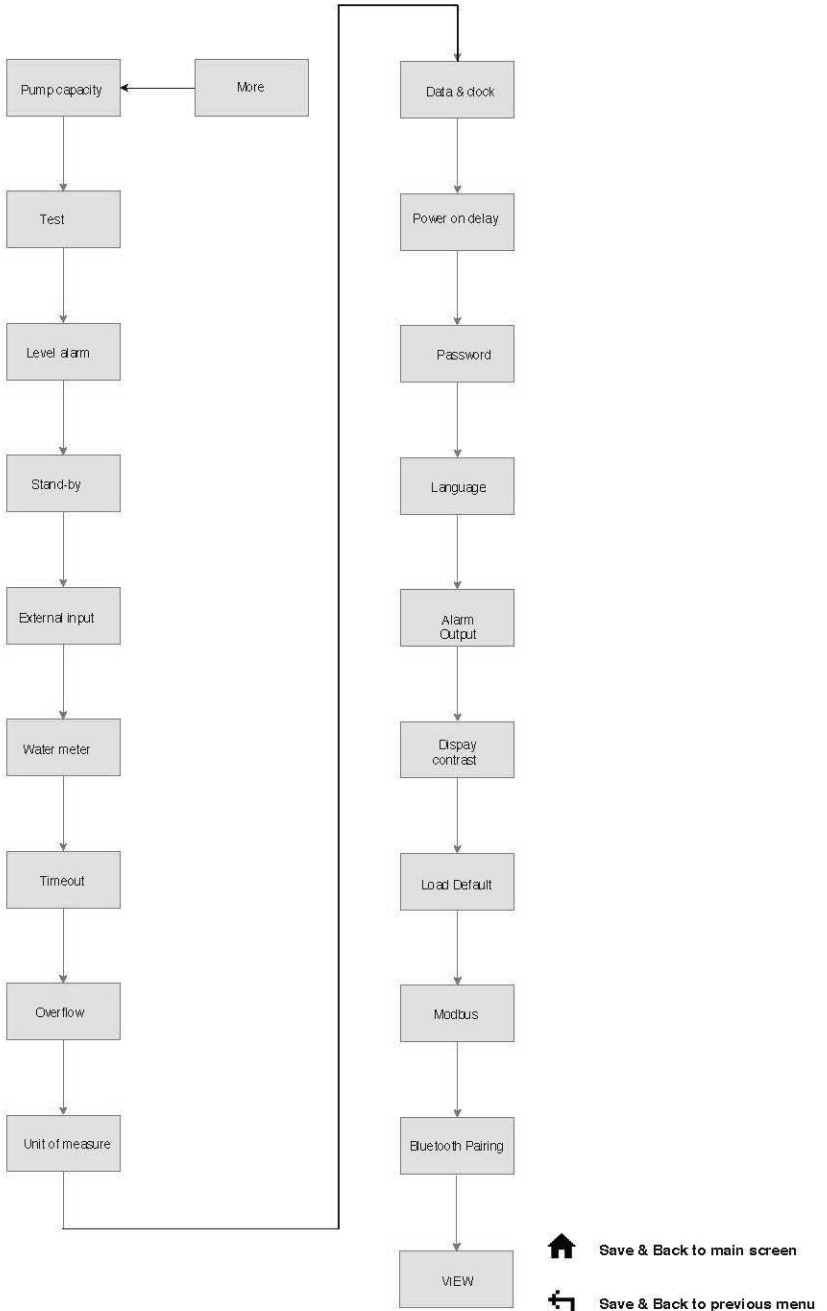 More
Pump capacity
Test
Level alarm
Stand-by
External input
Water meter
Timeout
Overflow
Unit of measure
Data & clock
Power on delay
Password
Language
Alarm
Output
Dispay
contrast
Load Default
Modbus
Bluetooth Pairing
VIEW
Save & Back to main screen
Save & Back to previous menu